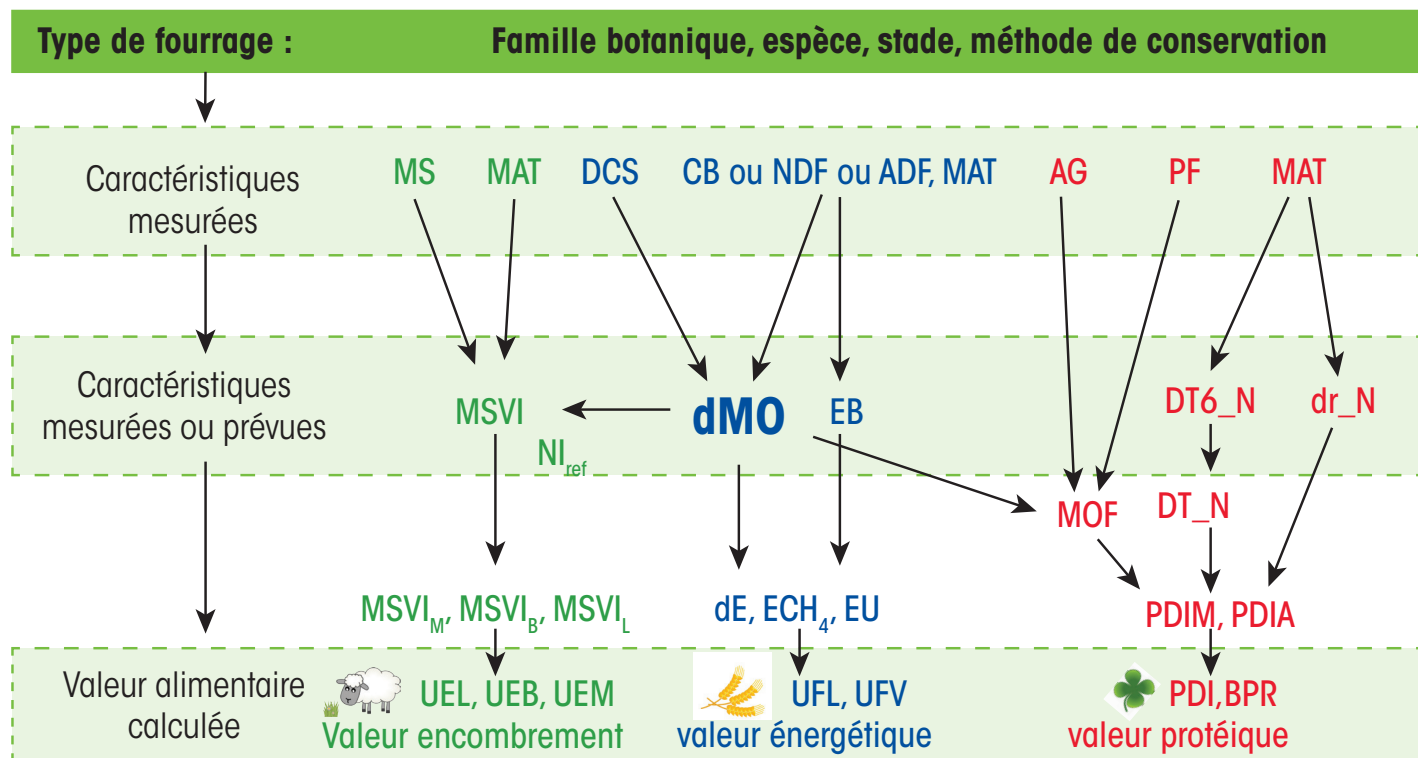 Type de fourrage : Famille botanique, espèce, stade, méthode de conservation
Caractéristiques
mesurées
MS MAT DCS CB ou NDF ou ADF, MAT AG PF MAT
Caractéristiques
mesurées ou prévues
MSVI dMO EB DT6_N dr_N
NIref
MOF DT_N
MSVIM, MSVIB, MSVIL dE, ECH4, EU PDIM, PDIA
Valeur alimentaire
calculée
UEL, UEB, UEM UFL, UFV PDI,BPR
Valeur encombrement valeur énergétique valeur protéique